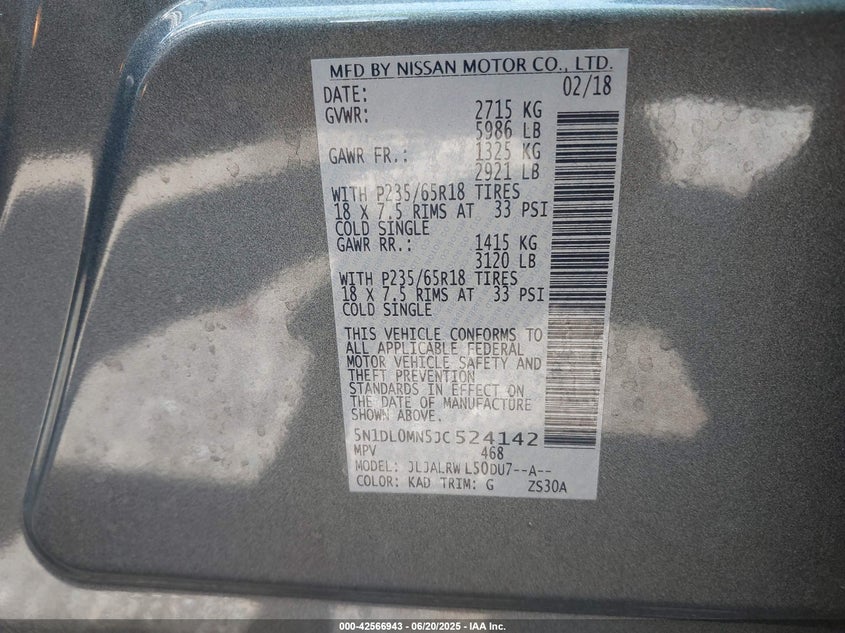 MFD BY NISSAN MOTOR CO., LTD.
DATE: 02/18
GVWR: 2715 KG
5986 LB
GAWR FR.: 1325 KG
2921 LB
WITH P235/65R18 TIRES
18 X 7.5 RIMS AT 33 PSI
COLD SINGLE
GAWR RR.: 1415 KG
3120 LB
WITH P235/65R18 TIRES
18 X 7.5 RIMS AT 33 PSI
COLD SINGLE
THIS VEHICLE CONFORMS TO
ALL APPLICABLE FEDERAL
MOTOR VEHICLE SAFETY AND
THEFT PREVENTION
STANDARDS IN EFFECT ON
THE DATE OF MANUFACTURE
SHOWN ABOVE.
5N1DL0MN5JC524142
MPV 468
MODEL: JLJALRW L50DU7--A--
COLOR: KAD TRIM: G ZS30A
000-42566943 - 06/20/2025 - IAA Inc.